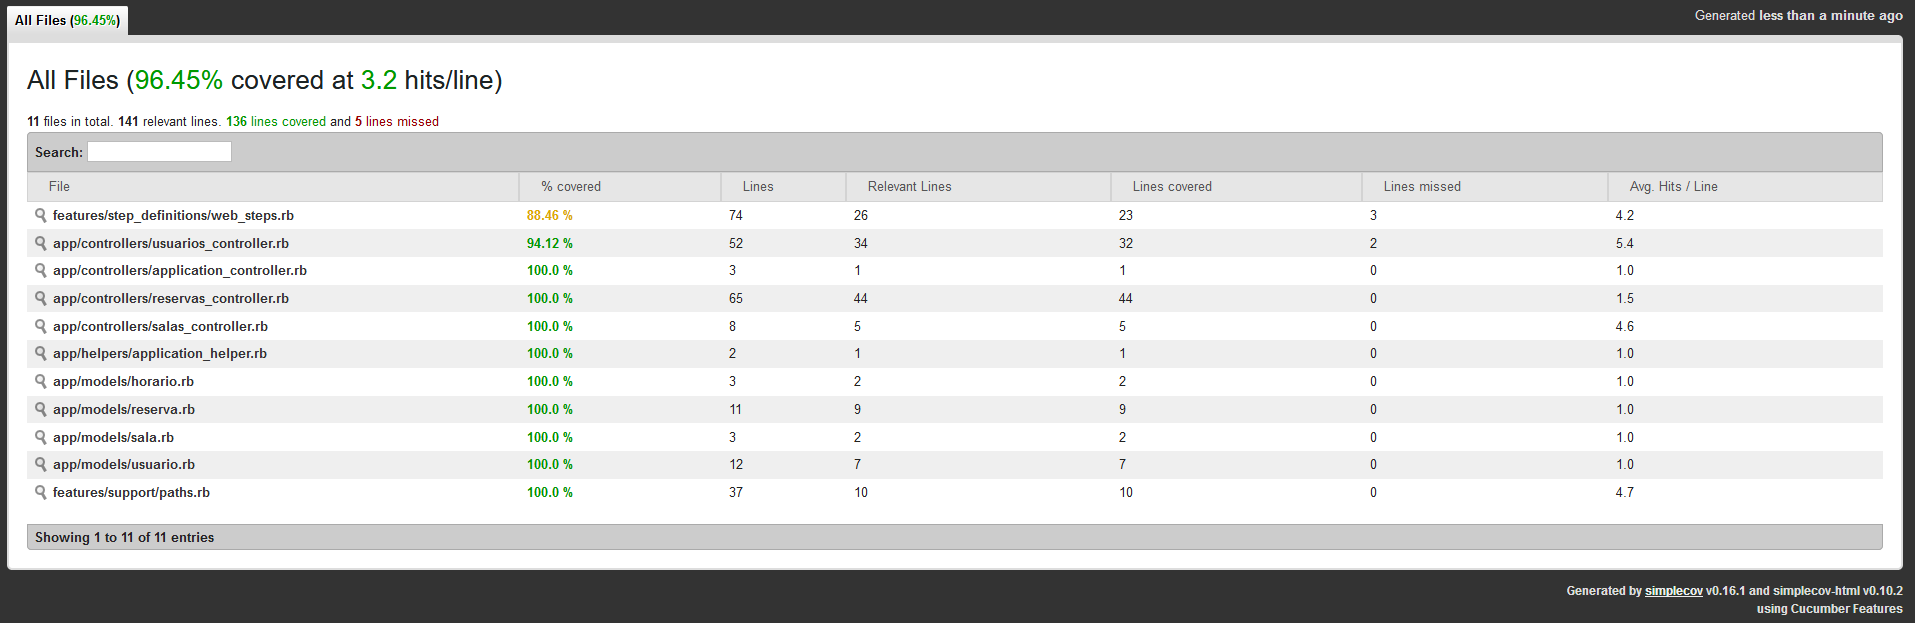 All Files (96.45%)
Generated less than a minute ago
All Files (96.45% covered at 3.2 hits/line)
11 files in total. 141 relevant lines. 136 lines covered and 5 lines missed
Search:
File % covered Lines Relevant Lines Lines covered Lines missed Avg. Hits / Line
features/step_definitions/web_steps.rb 88.46 % 74 26 23 3 4.2
app/controllers/usuarios_controller.rb 94.12 % 52 34 32 2 5.4
app/controllers/application_controller.rb 100.0 % 3 1 1 0 1.0
app/controllers/reservas_controller.rb 100.0 % 65 44 44 0 1.5
app/controllers/salas_controller.rb 100.0 % 8 5 5 0 4.6
app/helpers/application_helper.rb 100.0 % 2 1 1 0 1.0
app/models/horario.rb 100.0 % 3 2 2 0 1.0
app/models/reserva.rb 100.0 % 11 9 9 0 1.0
app/models/sala.rb 100.0 % 3 2 2 0 1.0
app/models/usuario.rb 100.0 % 12 7 7 0 1.0
features/support/paths.rb 100.0 % 37 10 10 0 4.7
Showing 1 to 11 of 11 entries
Generated by simplecov v0.16.1 and simplecov-html v0.10.2
using Cucumber Features